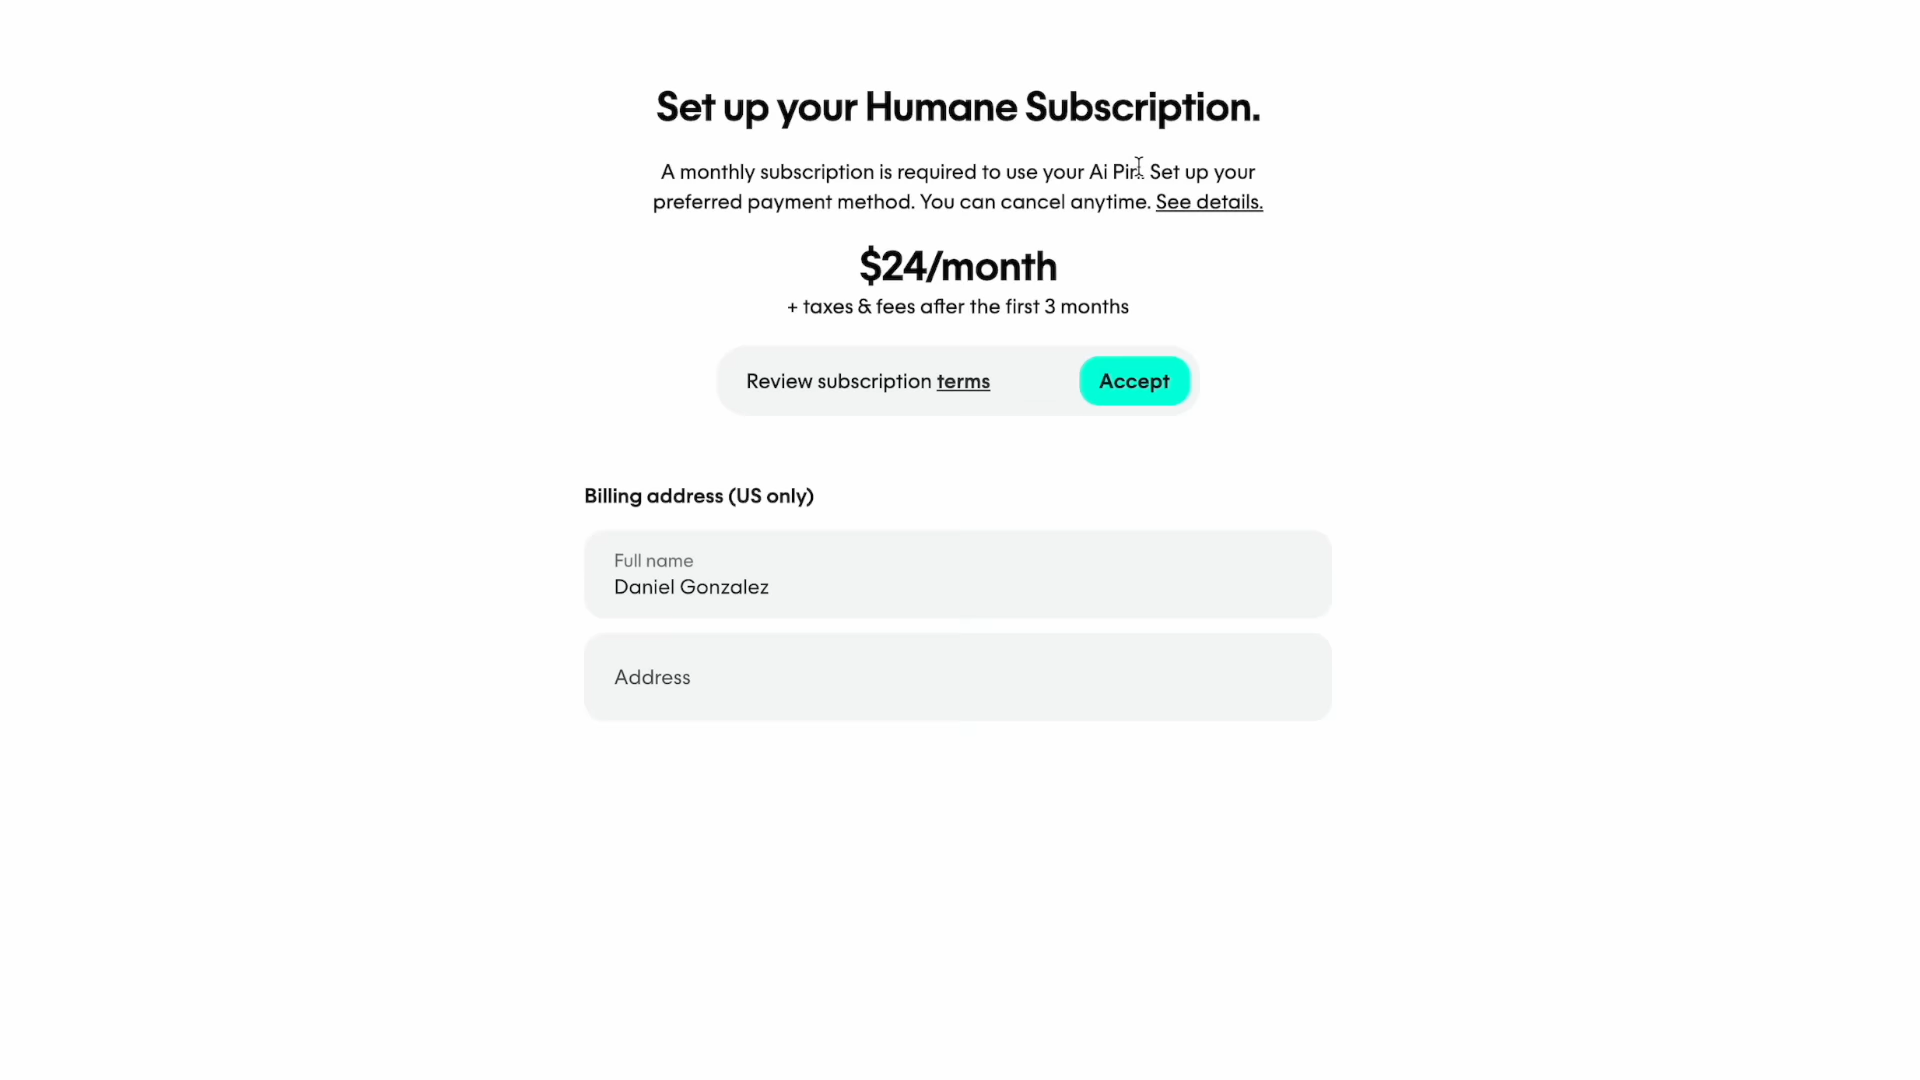 Set up your Humane Subscription.
A monthly subscription is required to use your Ai Pin. Set up your
preferred payment method. You can cancel anytime. See details.
$24/month
+ taxes & fees after the first 3 months
Review subscription terms
Accept
Billing address (US only)
Full name
Daniel Gonzalez
Address